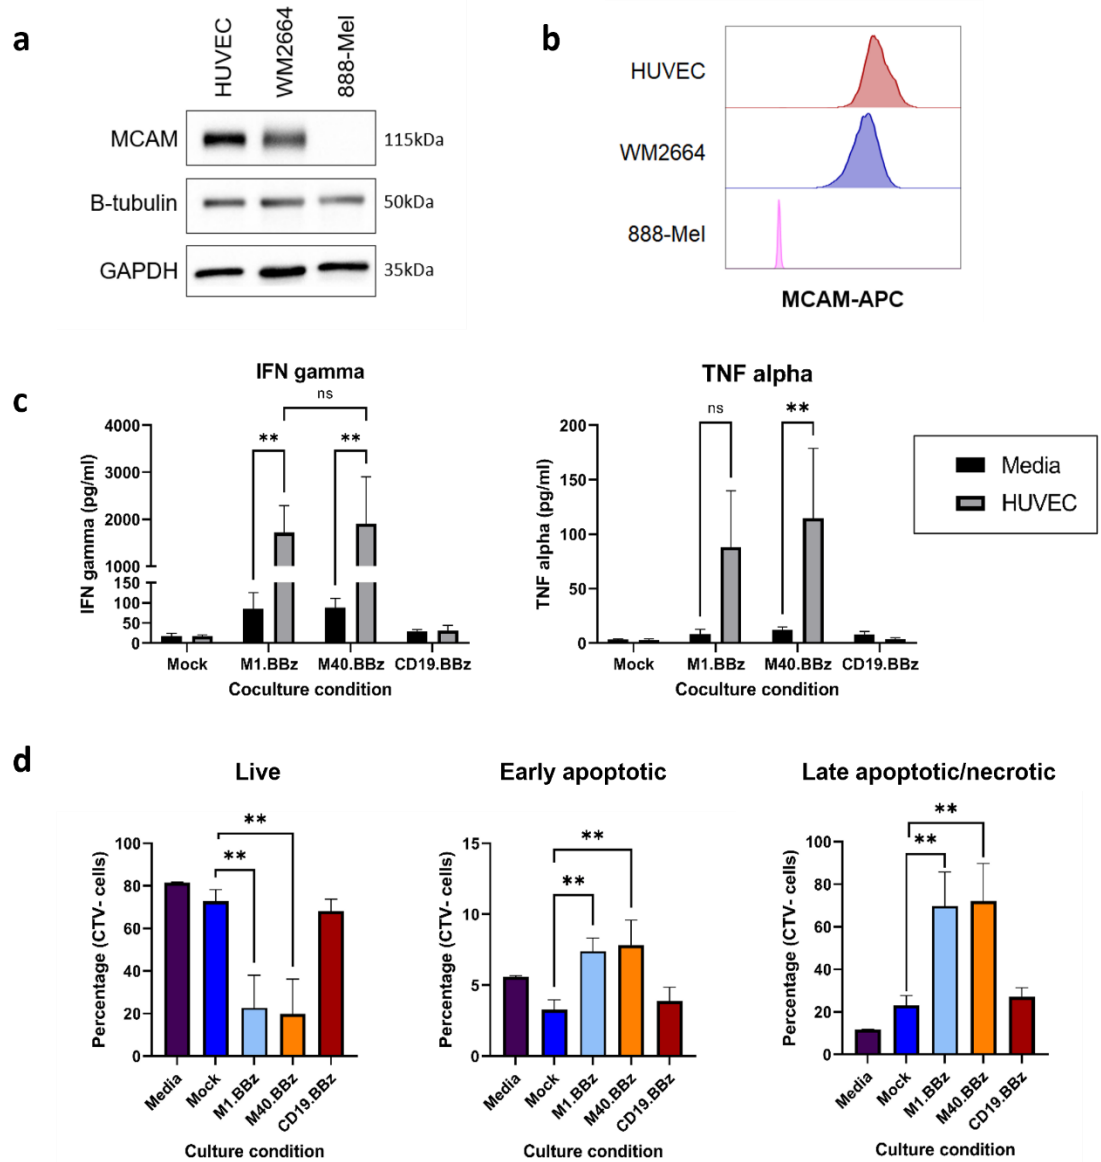 a
HUVEC
WM2664
888-Mel
MCAM
115kDa
B-tubulin
50kDa
GAPDH
35kDa
b
HUVEC
WM2664
888-Mel
MCAM-APC
c
IFN gamma
ns
**
**
IFN gamma (pg/ml)
4000
3000
2000
1000
150
100
50
0
Mock
M1.BBz
M40.BBz
CD19.BBz
Coculture condition
TNF alpha
ns
**
TNF alpha (pg/ml)
200
150
100
50
0
Mock
M1.BBz
M40.BBz
CD19.BBz
Coculture condition
Media
HUVEC
d
Live
**
**
Percentage (CTV- cells)
100
80
60
40
20
0
Media
Mock
M1.BBz
M40.BBz
CD19.BBz
Culture condition
Early apoptotic
**
**
Percentage (CTV- cells)
15
10
5
0
Media
Mock
M1.BBz
M40.BBz
CD19.BBz
Culture condition
Late apoptotic/necrotic
**
**
Percentage (CTV- cells)
100
80
60
40
20
0
Media
Mock
M1.BBz
M40.BBz
CD19.BBz
Culture condition